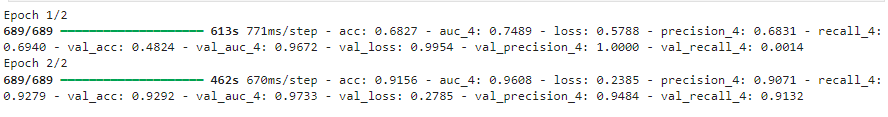 Epoch 1/2
689/689 ━━━━━━━━━━━━━━━━━━━━ 613s 771ms/step - acc: 0.6827 - auc_4: 0.7489 - loss: 0.5788 - precision_4: 0.6831 - recall_4:
0.6940 - val_acc: 0.4824 - val_auc_4: 0.9672 - val_loss: 0.9954 - val_precision_4: 1.0000 - val_recall_4: 0.0014
Epoch 2/2
689/689 ━━━━━━━━━━━━━━━━━━━━ 462s 670ms/step - acc: 0.9156 - auc_4: 0.9608 - loss: 0.2385 - precision_4: 0.9071 - recall_4:
0.9279 - val_acc: 0.9292 - val_auc_4: 0.9733 - val_loss: 0.2785 - val_precision_4: 0.9484 - val_recall_4: 0.9132